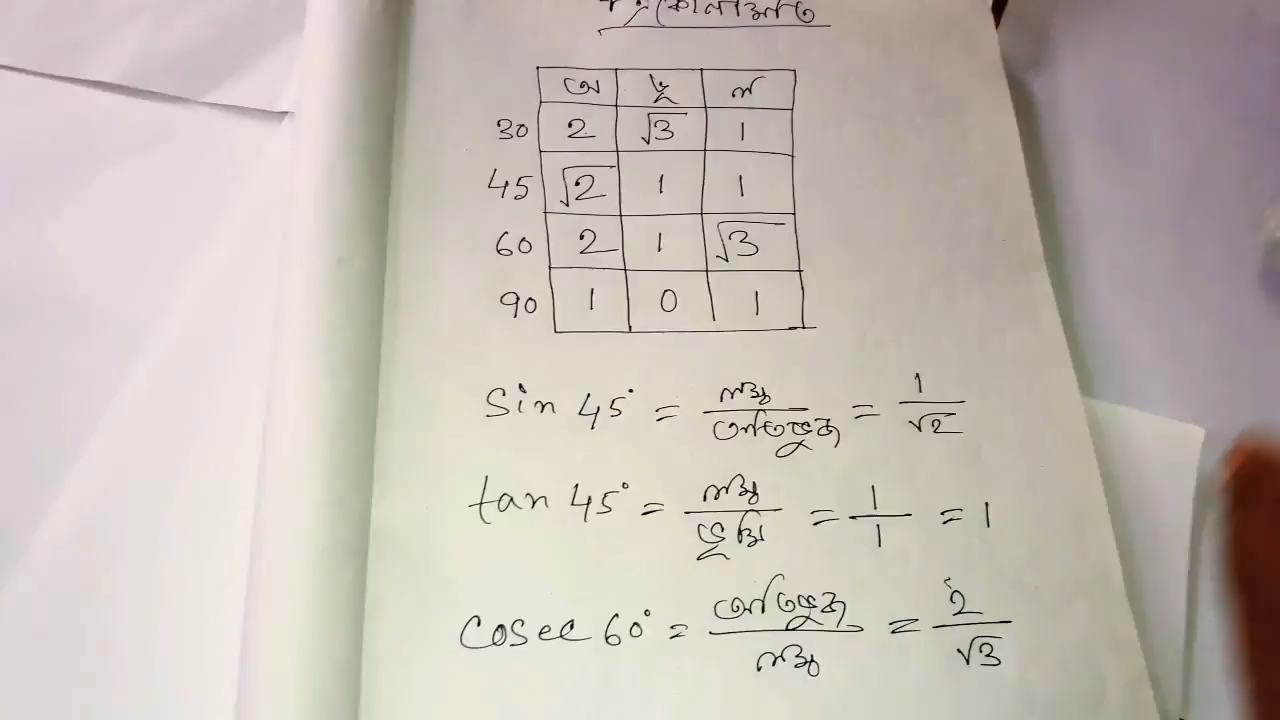 অ ভূ ল
30 2 √3 1
45 √2 1 1
60 2 1 √3
90 1 0 1
sin 45° = লম্ব/অতিভুজ = 1/√2
tan 45° = লম্ব/ভূমি = 1/1 = 1
cosec 60° = অতিভুজ/লম্ব = 2/√3